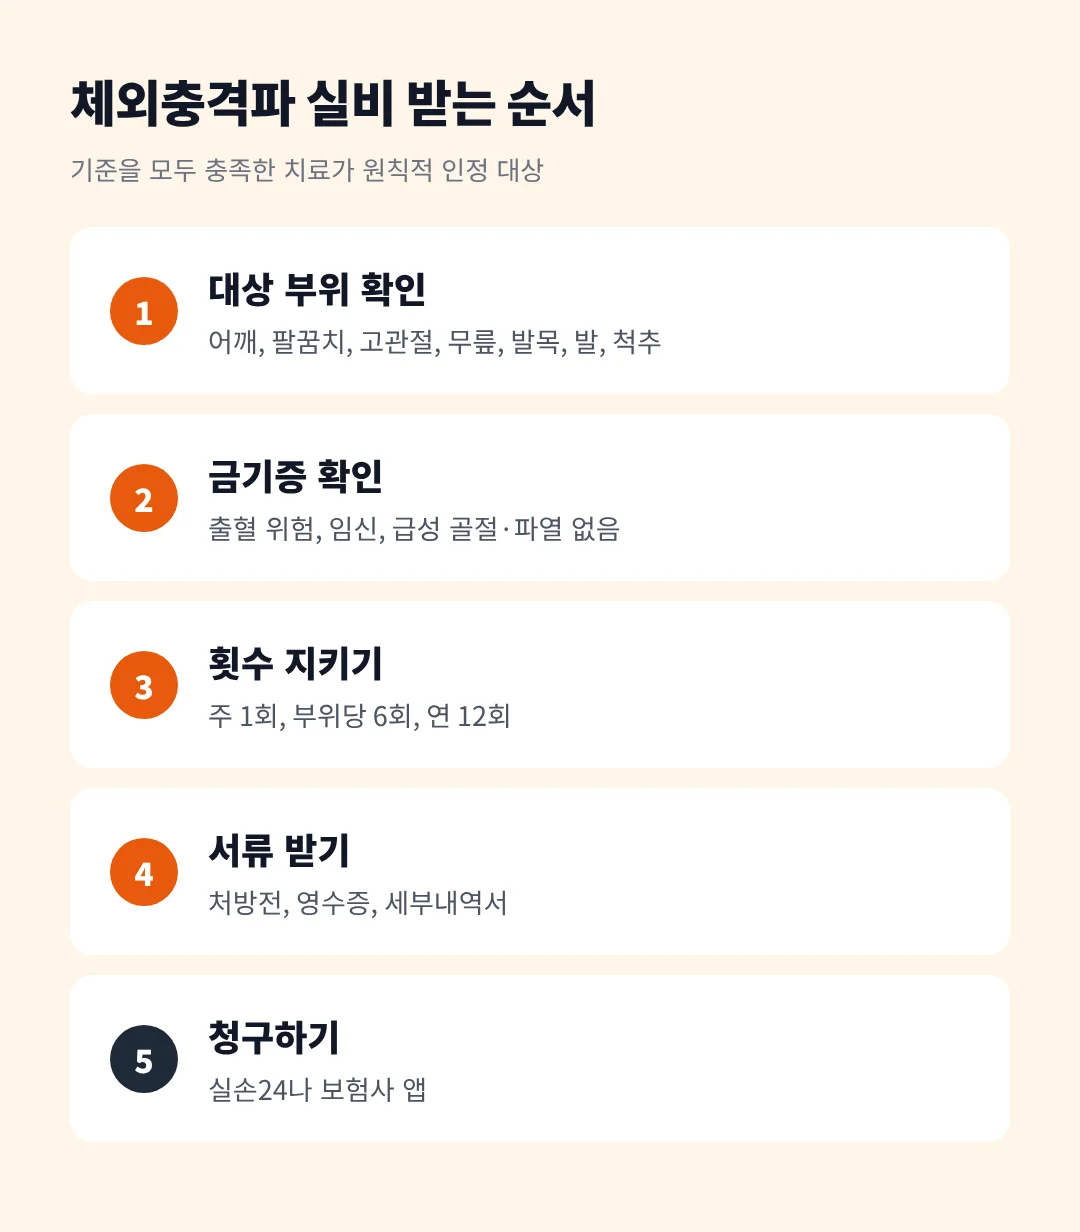 체외충격파 실비 받는 순서
기준을 모두 충족한 치료가 원칙적 인정 대상
1
대상 부위 확인
어깨, 팔꿈치, 고관절, 무릎, 발목, 발, 척추
2
금기증 확인
출혈 위험, 임신, 급성 골절·파열 없음
3
횟수 지키기
주 1회, 부위당 6회, 연 12회
4
서류 받기
처방전, 영수증, 세부내역서
5
청구하기
실손24나 보험사 앱